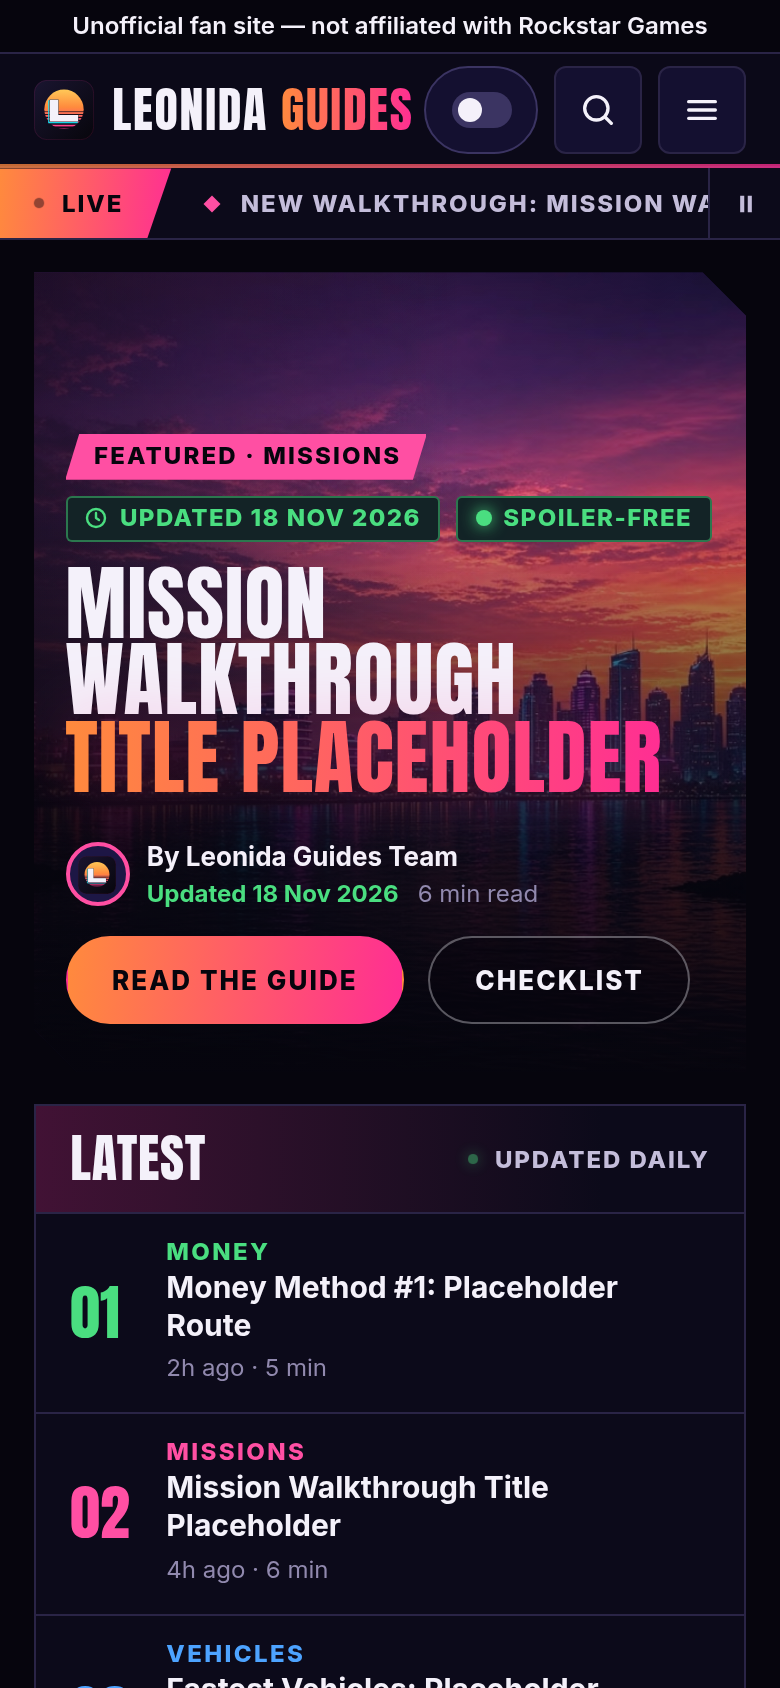 Unofficial fan site — not affiliated with Rockstar Games
LEONIDA GUIDES
LIVE
NEW WALKTHROUGH: MISSION WA
FEATURED · MISSIONS
UPDATED 18 NOV 2026
SPOILER-FREE
MISSION
WALKTHROUGH
TITLE PLACEHOLDER
By Leonida Guides Team
Updated 18 Nov 2026 6 min read
READ THE GUIDE
CHECKLIST
LATEST
UPDATED DAILY
MONEY
01
Money Method #1: Placeholder
Route
2h ago · 5 min
MISSIONS
02
Mission Walkthrough Title
Placeholder
4h ago · 6 min
VEHICLES
Fastest Vehicles: Placeholder